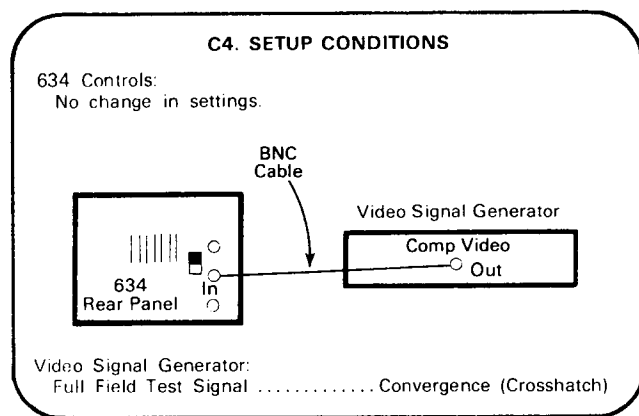 C4. SETUP CONDITIONS
634 Controls:
No change in settings.
BNC
Cable
Video Signal Generator
Comp Video
Out
634
In
Rear Panel
Video Signal Generator:
Full Field Test Signal ............. Convergence (Crosshatch)